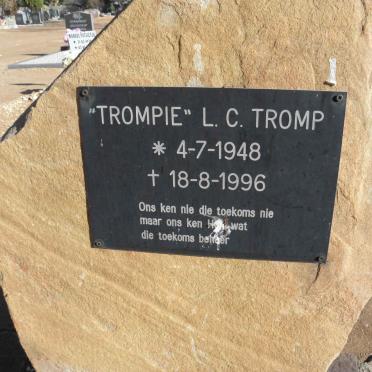 "TROMPIE" L. C. TROMP
* 4-7-1948
† 18-8-1996
Ons ken nie die toekoms nie
maar ons ken wat
die toekoms beheer